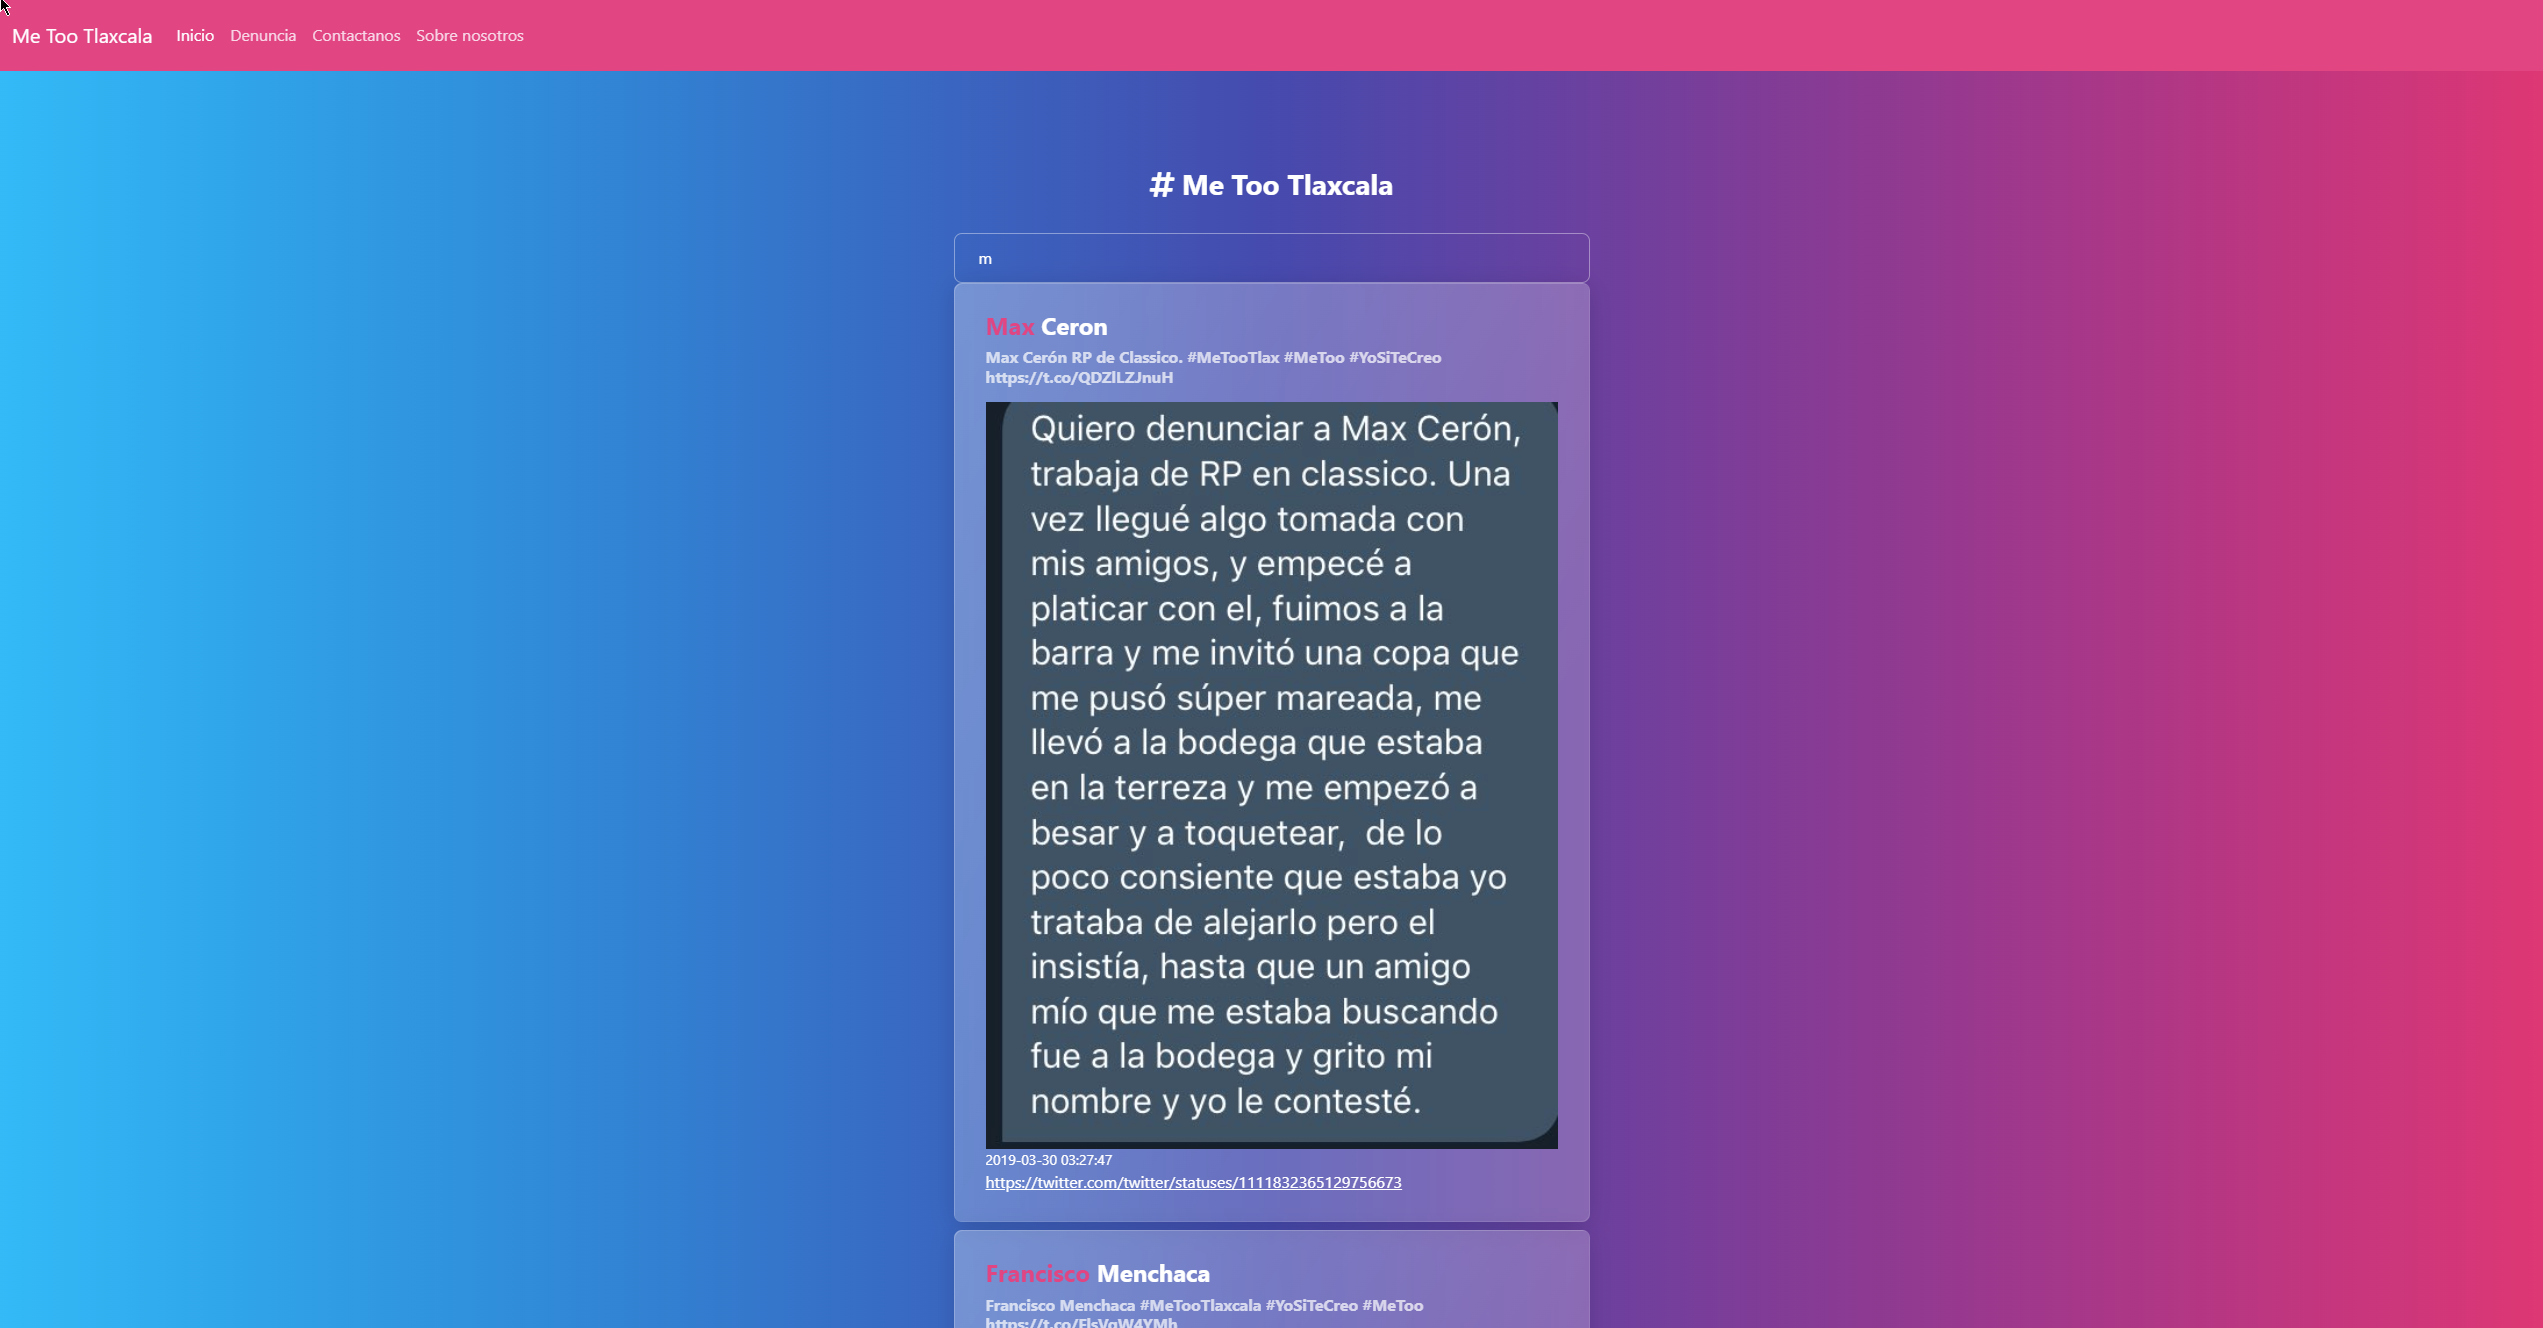 Me Too Tlaxcala Inicio Denuncia Contactanos Sobre nosotros
# Me Too Tlaxcala
m
Max Ceron
Max Cerón RP de Classico. #MeTooTlax #MeToo #YoSiTeCreo
https://t.co/QDZlLZJnuH
Quiero denunciar a Max Cerón,
trabaja de RP en classico. Una
vez llegué algo tomada con
mis amigos, y empecé a
platicar con el, fuimos a la
barra y me invitó una copa que
me pusó súper mareada, me
llevó a la bodega que estaba
en la terreza y me empezó a
besar y a toquetear,  de lo
poco consiente que estaba yo
trataba de alejarlo pero el
insistía, hasta que un amigo
mío que me estaba buscando
fue a la bodega y grito mi
nombre y yo le contesté.
2019-03-30 03:27:47
https://twitter.com/twitter/statuses/1111832365129756673
Francisco Menchaca
Francisco Menchaca #MeTooTlaxcala #YoSiTeCreo #MeToo